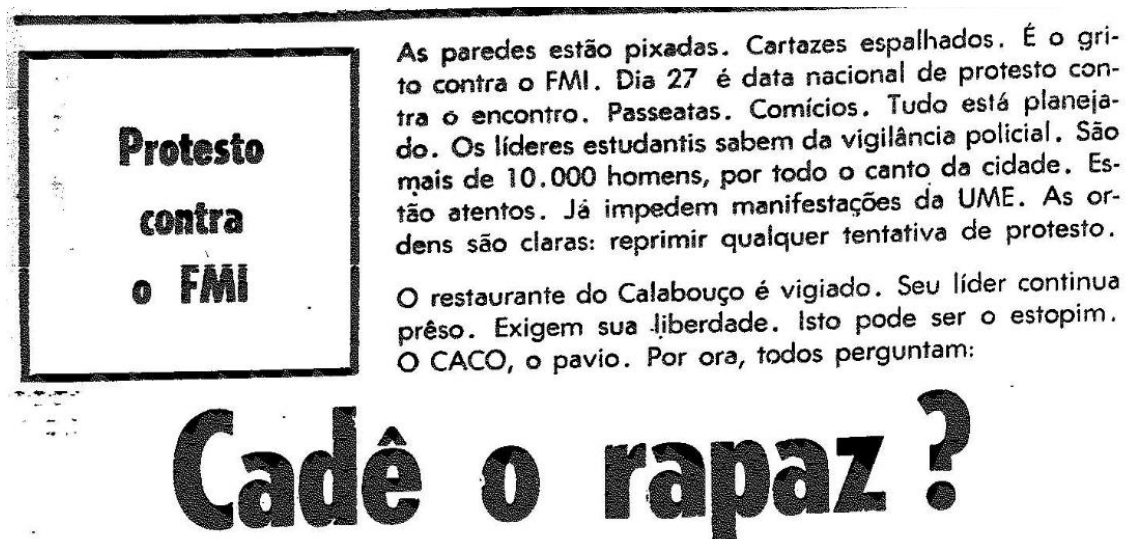 Protesto
contra
o FMI
As paredes estão pixadas. Cartazes espalhados. É o gri-
to contra o FMI. Dia 27 é data nacional de protesto con-
tra o encontro. Passeatas. Comícios. Tudo está planeja-
do. Os líderes estudantis sabem da vigilância policial. São
mais de 10.000 homens, por todo o canto da cidade. Es-
tão atentos. Já impedem manifestações da UME. As or-
dens são claras: reprimir qualquer tentativa de protesto.
O restaurante do Calabouço é vigiado. Seu líder continua
prêso. Exigem sua liberdade. Isto pode ser o estopim.
O CACO, o pavio. Por ora, todos perguntam:
Cadê o rapaz?